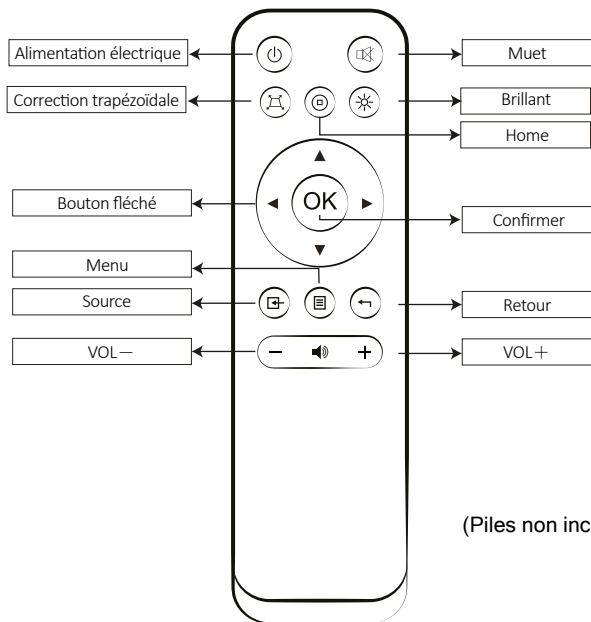 Alimentation électrique
Muet
Correction trapézoïdale
Brillant
Home
Bouton fléché
OK
Confirmer
Menu
Source
Retour
VOL—
VOL+
(Piles non inc